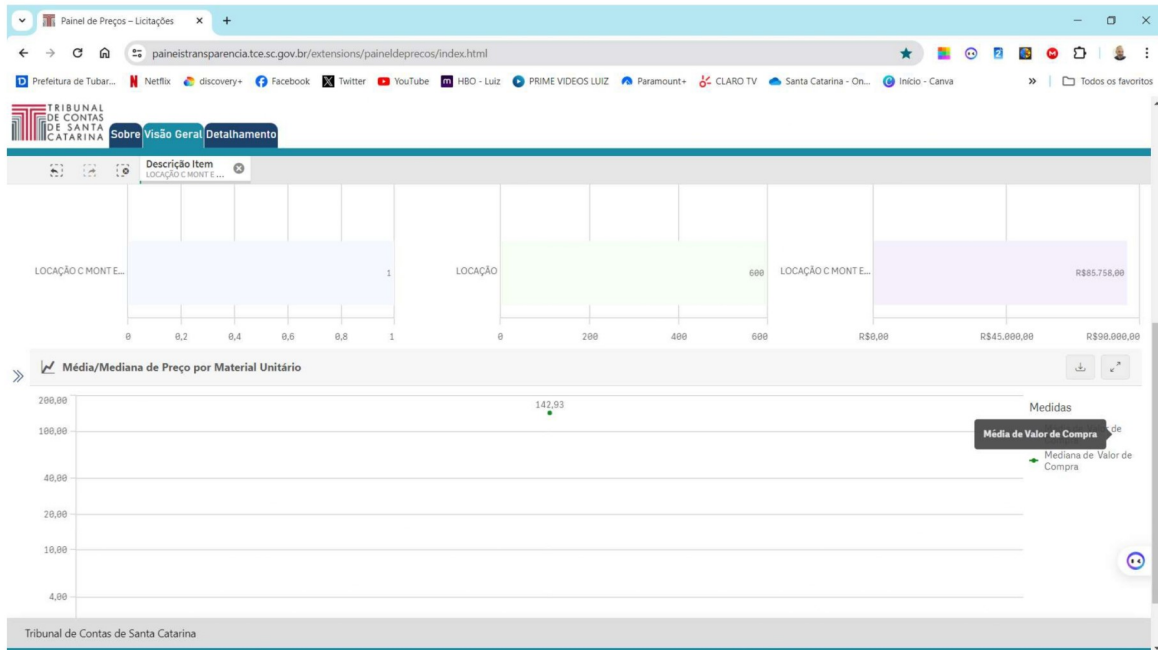 Painel de Preços – Licitações
paineistransparencia.tce.sc.gov.br/extensions/paineldeprecos/index.html
Prefeitura de Tubar... Netflix discovery+ Facebook Twitter YouTube HBO - Luiz PRIME VIDEOS LUIZ Paramount+ CLARO TV Santa Catarina - On... Início - Canva » Todos os favoritos
TRIBUNAL
DE CONTAS
DE SANTA
CATARINA
Sobre Visão Geral Detalhamento
Descrição Item
LOCAÇÃO C MONT E ...
LOCAÇÃO C MONT E... 1 LOCAÇÃO 600 LOCAÇÃO C MONT E... R$85.758,00
0 0,2 0,4 0,6 0,8 1 0 200 400 600 R$0,00 R$45.000,00 R$90.000,00
Média/Mediana de Preço por Material Unitário
200,00 142,93 Medidas
100,00 Média de Valor de Compra de
Mediana de Valor de
Compra
40,00
20,00
10,00
4,00
Tribunal de Contas de Santa Catarina